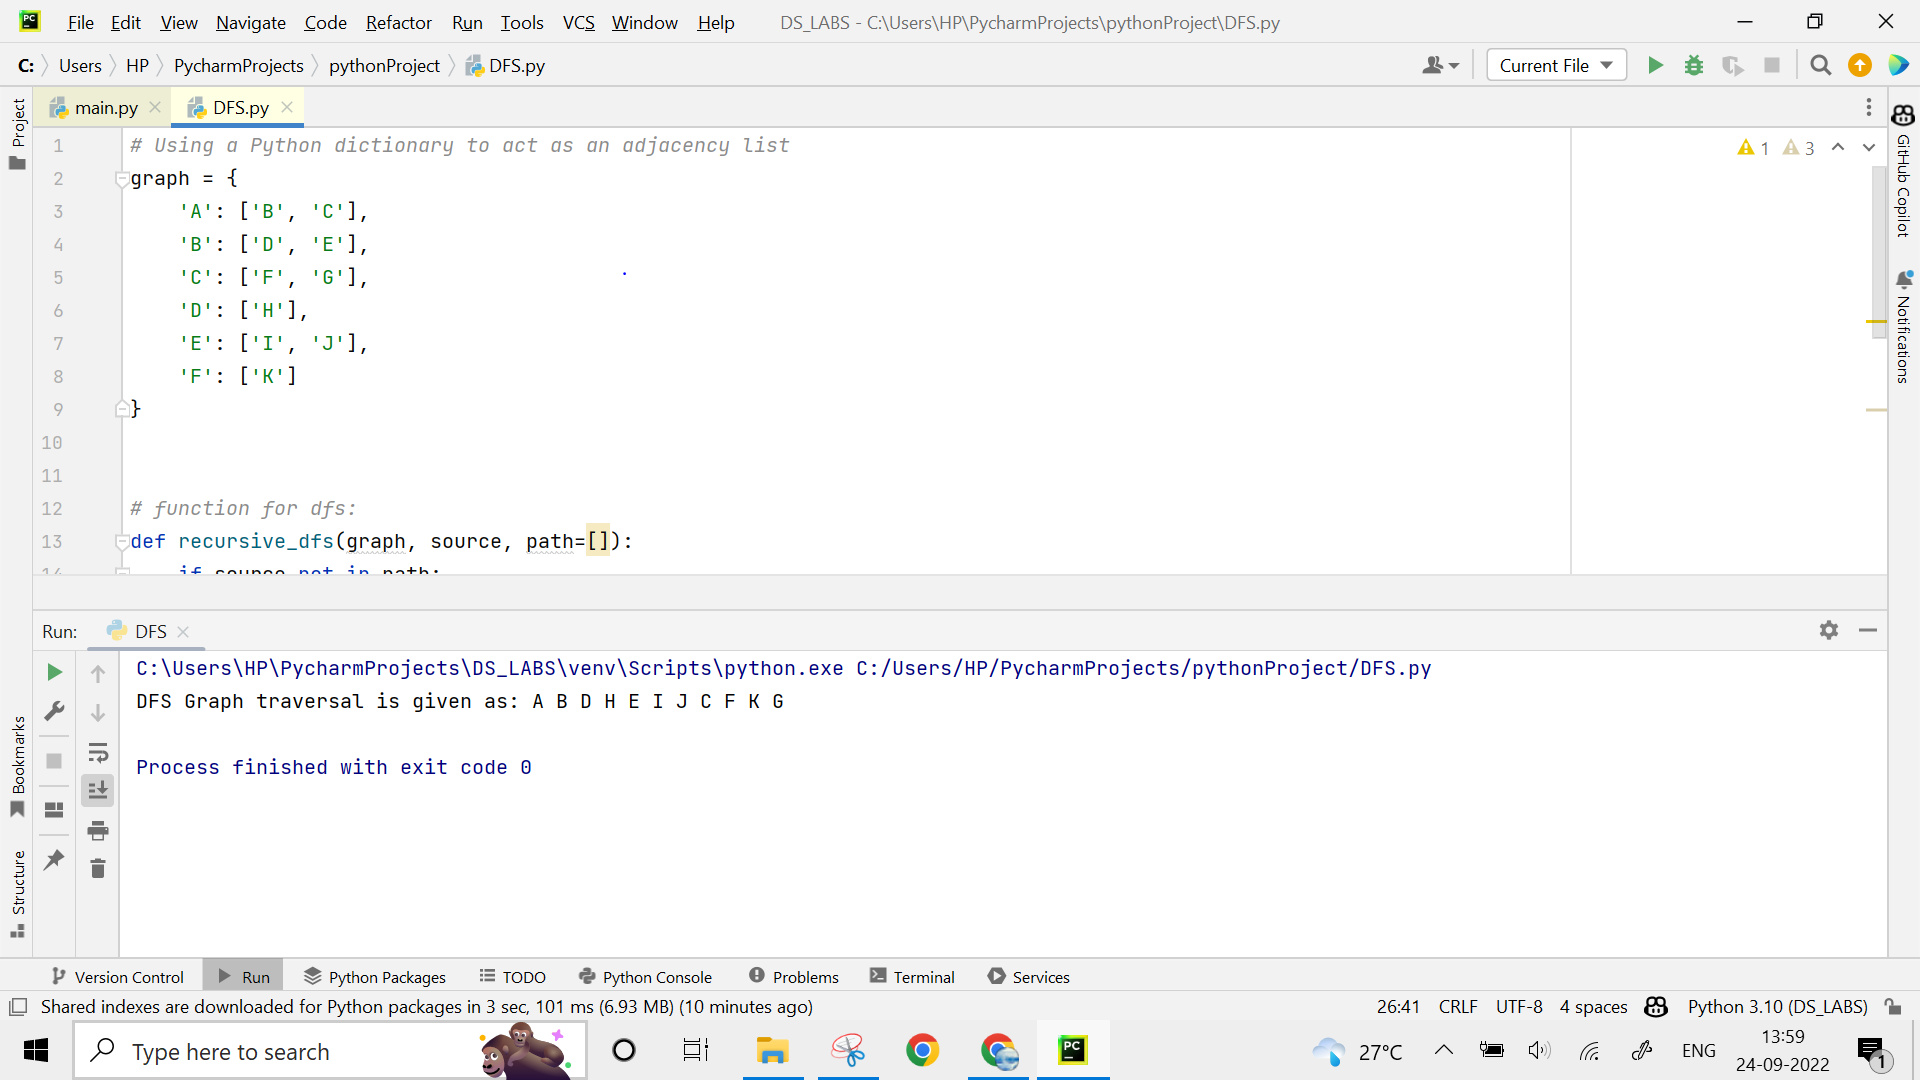 File Edit View Navigate Code Refactor Run Tools VCS Window Help DS_LABS - C:\Users\HP\PycharmProjects\pythonProject\DFS.py
C: Users HP PycharmProjects pythonProject DFS.py Current File
main.py DFS.py
Project
GitHub Copilot
Notifications
1 3
1 # Using a Python dictionary to act as an adjacency list
2 graph = {
3 'A': ['B', 'C'],
4 'B': ['D', 'E'],
5 'C': ['F', 'G'],
6 'D': ['H'],
7 'E': ['I', 'J'],
8 'F': ['K']
9 }
10
11
12 # function for dfs:
13 def recursive_dfs(graph, source, path=[]):
14 if source not in path:
Run: DFS
C:\Users\HP\PycharmProjects\DS_LABS\venv\Scripts\python.exe C:/Users/HP/PycharmProjects/pythonProject/DFS.py
DFS Graph traversal is given as: A B D H E I J C F K G
Process finished with exit code 0
Bookmarks
Structure
Version Control Run Python Packages TODO Python Console Problems Terminal Services
Shared indexes are downloaded for Python packages in 3 sec, 101 ms (6.93 MB) (10 minutes ago) 26:41 CRLF UTF-8 4 spaces Python 3.10 (DS_LABS)
Type here to search 27°C ENG 13:59
24-09-2022
1